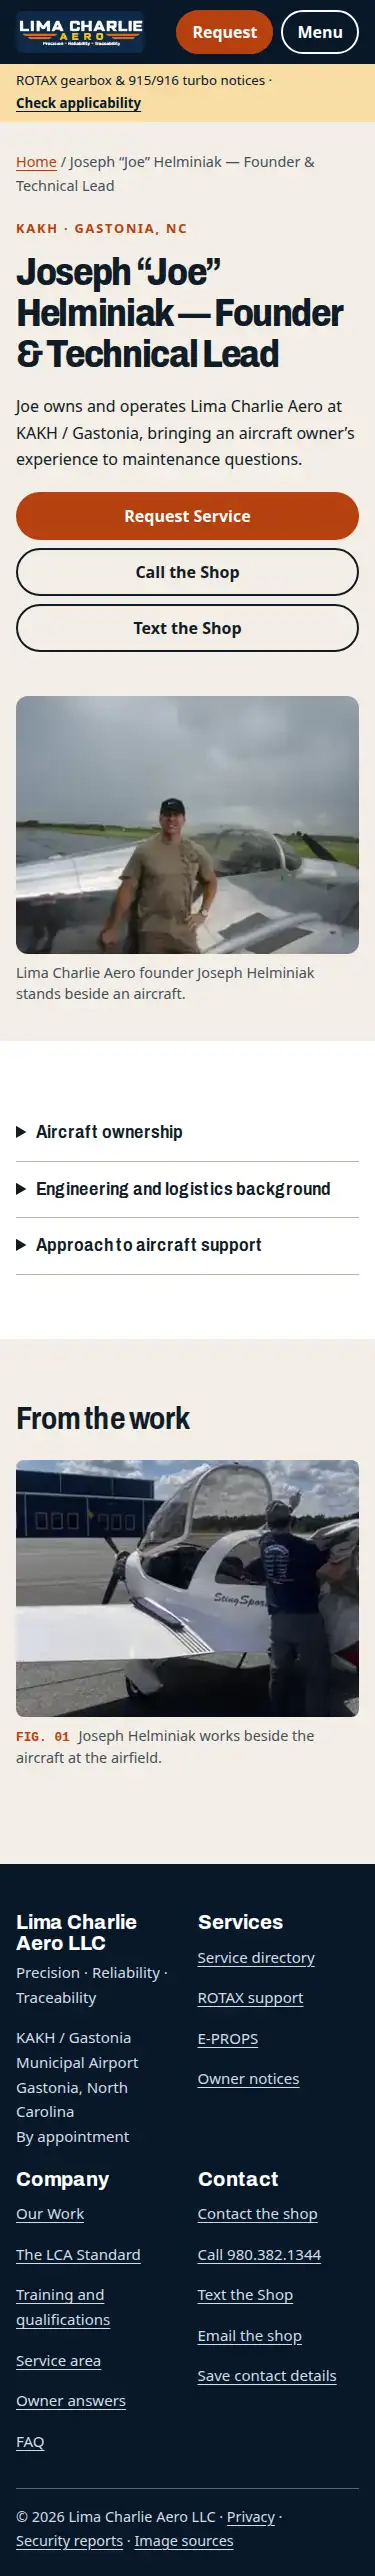 LIMA CHARLIE
AERO
Precision • Reliability • Traceability
Request
Menu
ROTAX gearbox & 915/916 turbo notices ·
Check applicability
Home / Joseph “Joe” Helminiak — Founder &
Technical Lead
KAKH · GASTONIA, NC
Joseph “Joe”
Helminiak — Founder
& Technical Lead
Joe owns and operates Lima Charlie Aero at
KAKH / Gastonia, bringing an aircraft owner’s
experience to maintenance questions.
Request Service
Call the Shop
Text the Shop
Lima Charlie Aero founder Joseph Helminiak
stands beside an aircraft.
Aircraft ownership
Engineering and logistics background
Approach to aircraft support
From the work
StingSport
FIG. 01 Joseph Helminiak works beside the
aircraft at the airfield.
Lima Charlie
Aero LLC
Precision · Reliability ·
Traceability
KAKH / Gastonia
Municipal Airport
Gastonia, North
Carolina
By appointment
Services
Service directory
ROTAX support
E-PROPS
Owner notices
Company
Our Work
The LCA Standard
Training and
qualifications
Service area
Owner answers
FAQ
Contact
Contact the shop
Call 980.382.1344
Text the Shop
Email the shop
Save contact details
© 2026 Lima Charlie Aero LLC · Privacy ·
Security reports · Image sources